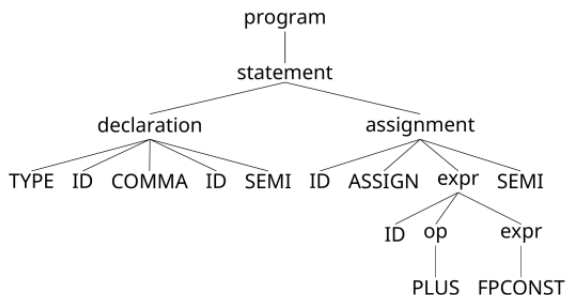 program
statement
declaration assignment
TYPE ID COMMA ID SEMI ID ASSIGN expr SEMI
ID op expr
PLUS FPCONST